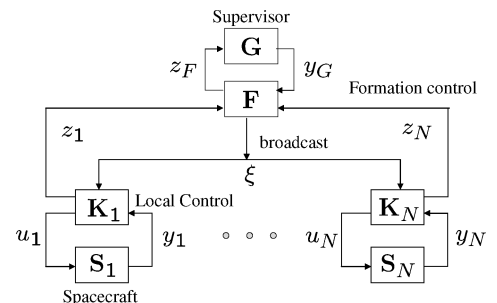 Supervisor
G
z_F
y_G
F
Formation control
z_1
broadcast
z_N
ξ
K_1
Local Control
K_N
u_1
y_1
u_N
y_N
S_1
S_N
Spacecraft